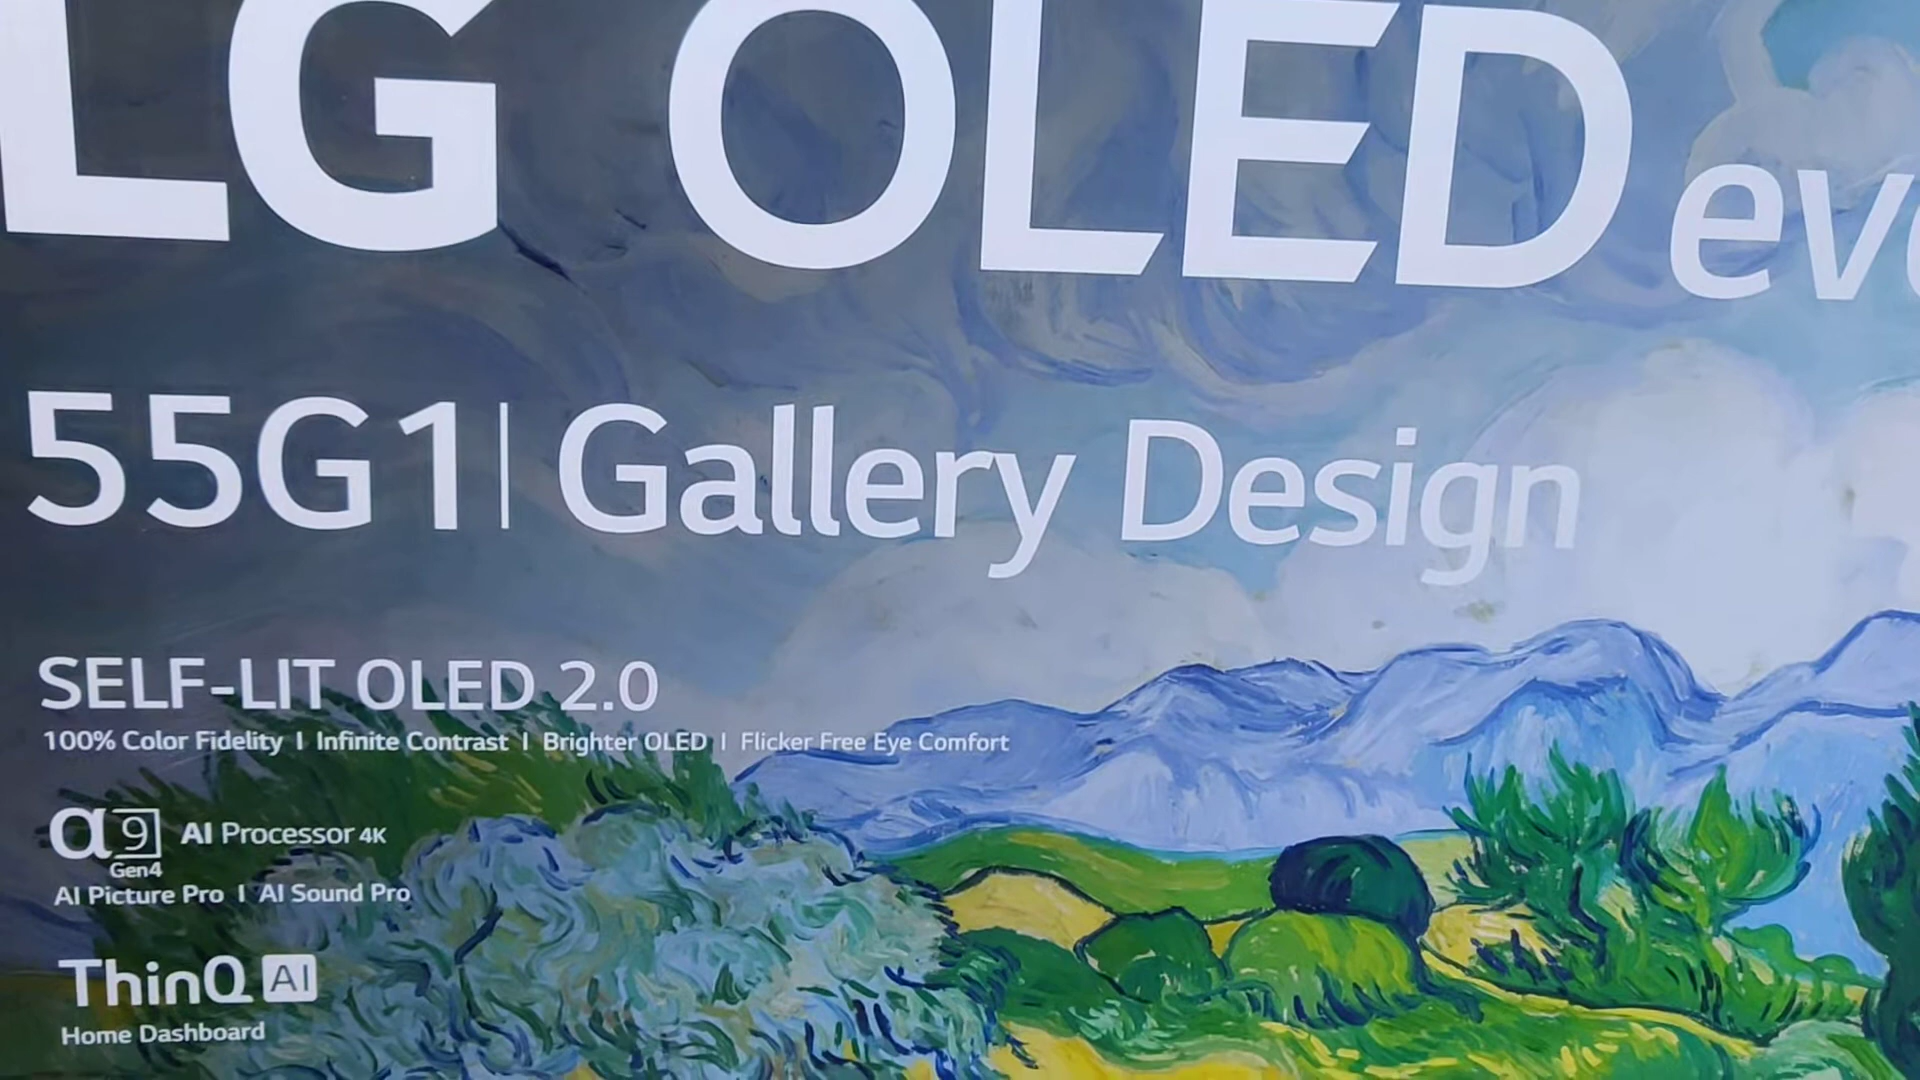 LG OLED evo
55G1 | Gallery Design
SELF-LIT OLED 2.0
100% Color Fidelity | Infinite Contrast | Brighter OLED | Flicker Free Eye Comfort
α9 Gen4 AI Processor 4K
AI Picture Pro | AI Sound Pro
ThinQ AI
Home Dashboard